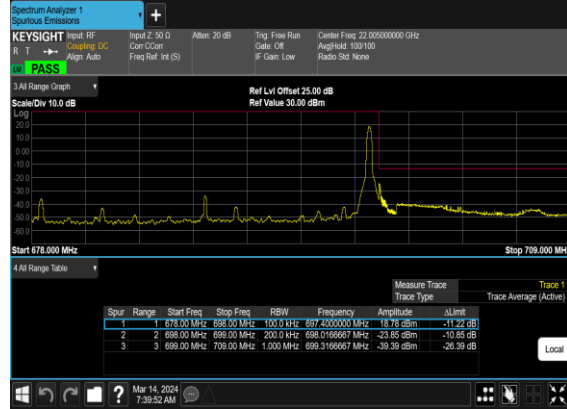 Spectrum Analyzer 1
Spurious Emissions
KEYSIGHT Input: RF Input Z: 50 Ω Atten: 20 dB Trig: Free Run Center Freq: 22.005000000 GHz
R T Coupling: DC Corr CCorr Gate: Off Avg|Hold: 100/100
Align: Auto Freq Ref: Int (S) IF Gain: Low Radio Std: None
PASS
3 All Range Graph
Ref Lvl Offset 25.00 dB
Scale/Div 10.0 dB Ref Value 30.00 dBm
Log
20.0
10.0
0.00
-10.0
-20.0
-30.0
-40.0
-50.0
-60.0
Start 678.000 MHz Stop 709.000 MH
4 All Range Table
Measure Trace Trace 1
Trace Type Trace Average (Active)
Spur Range Start Freq Stop Freq RBW Frequency Amplitude ΔLimit
1 1 678.00 MHz 698.00 MHz 100.0 kHz 697.4000000 MHz 18.78 dBm -11.22 dB
2 2 698.00 MHz 699.00 MHz 200.0 kHz 698.0166667 MHz -23.85 dBm -10.85 dB
3 3 699.00 MHz 709.00 MHz 1.000 MHz 699.3166667 MHz -39.39 dBm -26.39 dB
Local
Mar 14, 2024
7:39:52 AM